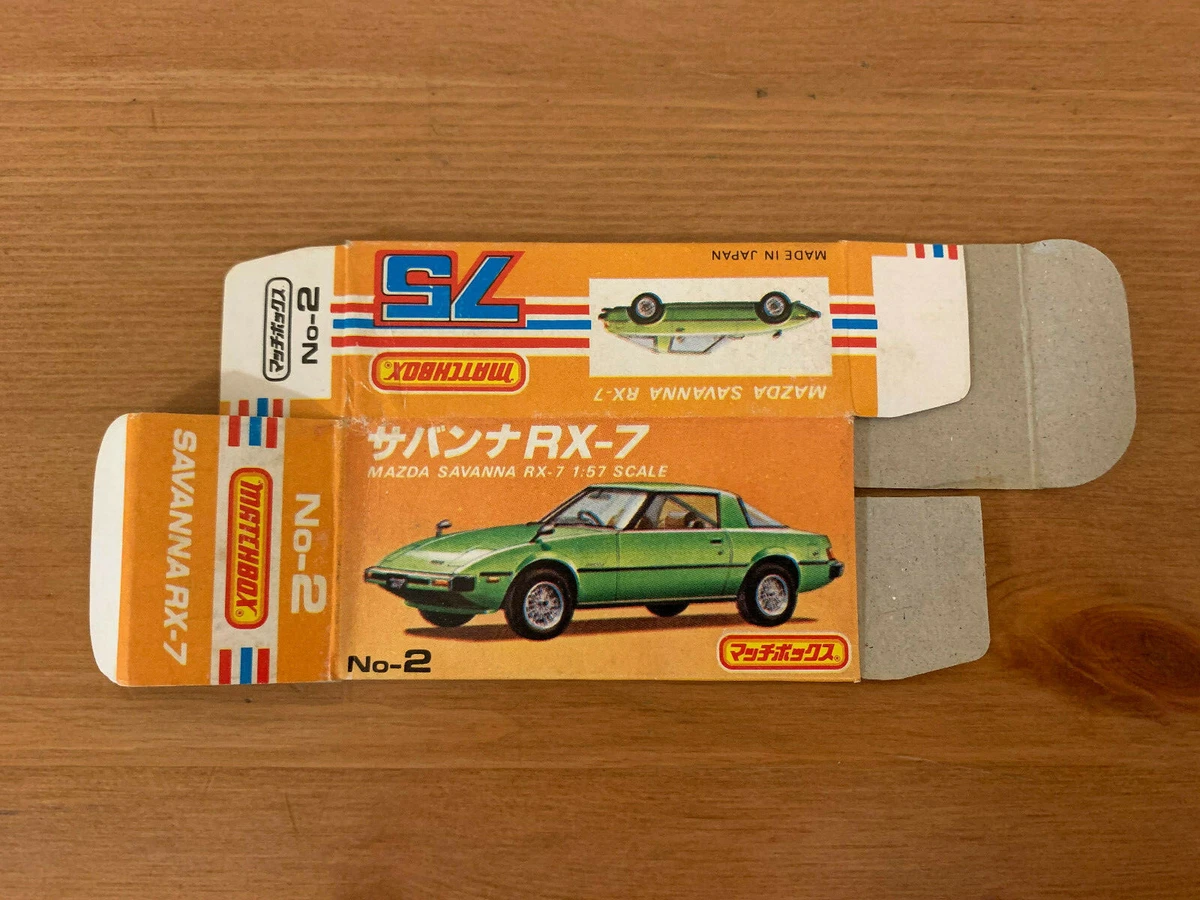 マッチボックス
No-2
75
MADE IN JAPAN
MATCHBOX®
MAZDA SAVANNA RX-7
SAVANNA RX-7
MATCHBOX®
No-2
サバンナRX-7
MAZDA SAVANNA RX-7 1:57 SCALE
No-2
マッチボックス®